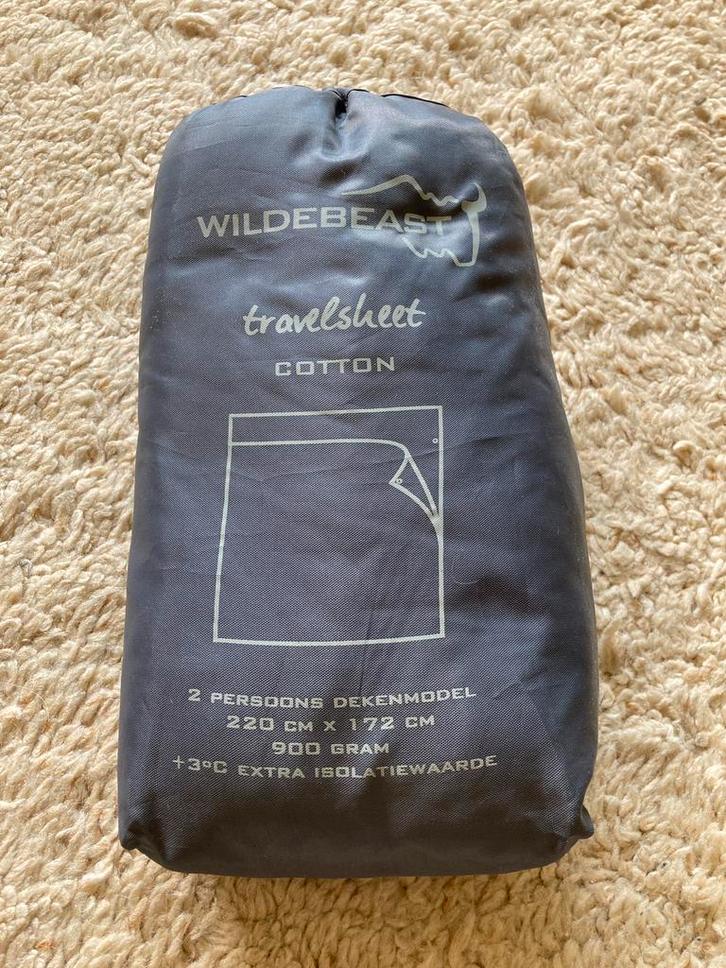 WILDEBEAST
travelsheet
COTTON
2 PERSOONS DEKENMODEL
220 CM X 172 CM
900 GRAM
+3°C EXTRA ISOLATIEWAARDE